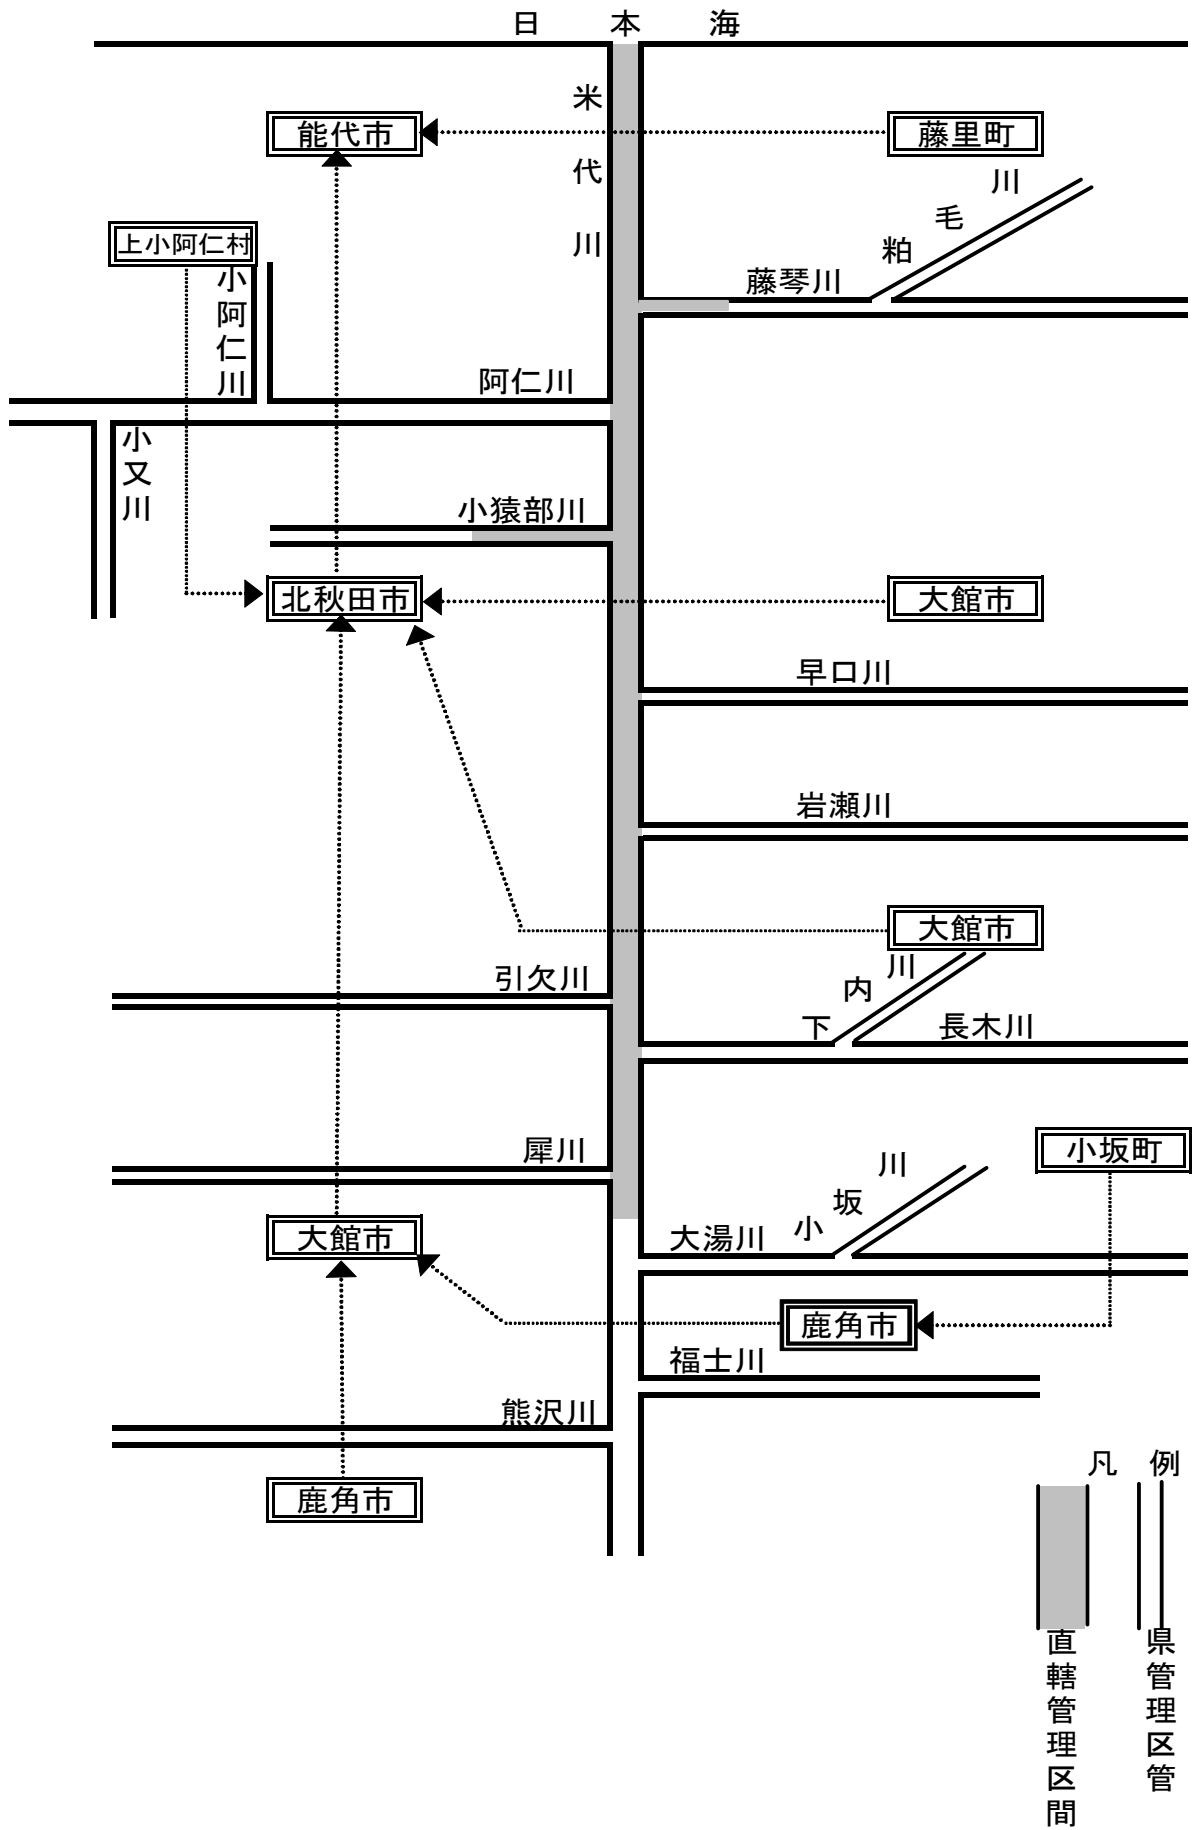 日本海
米代川
能代市
藤里町
粕毛川
上小阿仁村
小阿仁川
藤琴川
阿仁川
小又川
小猿部川
北秋田市
大館市
早口川
岩瀬川
大館市
引欠川
下内川
長木川
犀川
小坂町
小坂川
大館市
大湯川
鹿角市
福士川
熊沢川
鹿角市
凡例
直轄管理区間
県管理区管